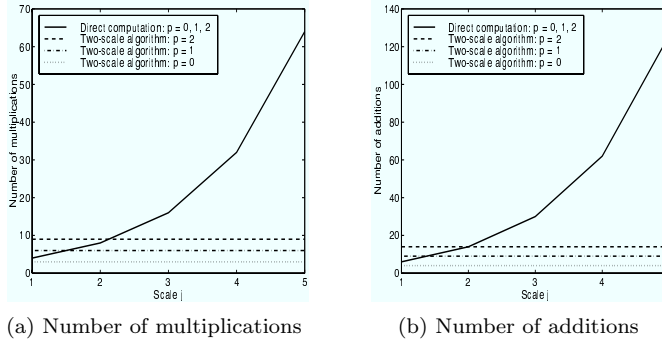 70
60
50
40
30
20
10
0
Number of multiplications
Direct computation: p = 0, 1, 2
Two-scale algorithm: p = 2
Two-scale algorithm: p = 1
Two-scale algorithm: p = 0
1 2 3 4 5
Scale j
(a) Number of multiplications
140
120
100
80
60
40
20
0
Number of additions
Direct computation: p = 0, 1, 2
Two-scale algorithm: p = 2
Two-scale algorithm: p = 1
Two-scale algorithm: p = 0
1 2 3 4
Scale j
(b) Number of additions